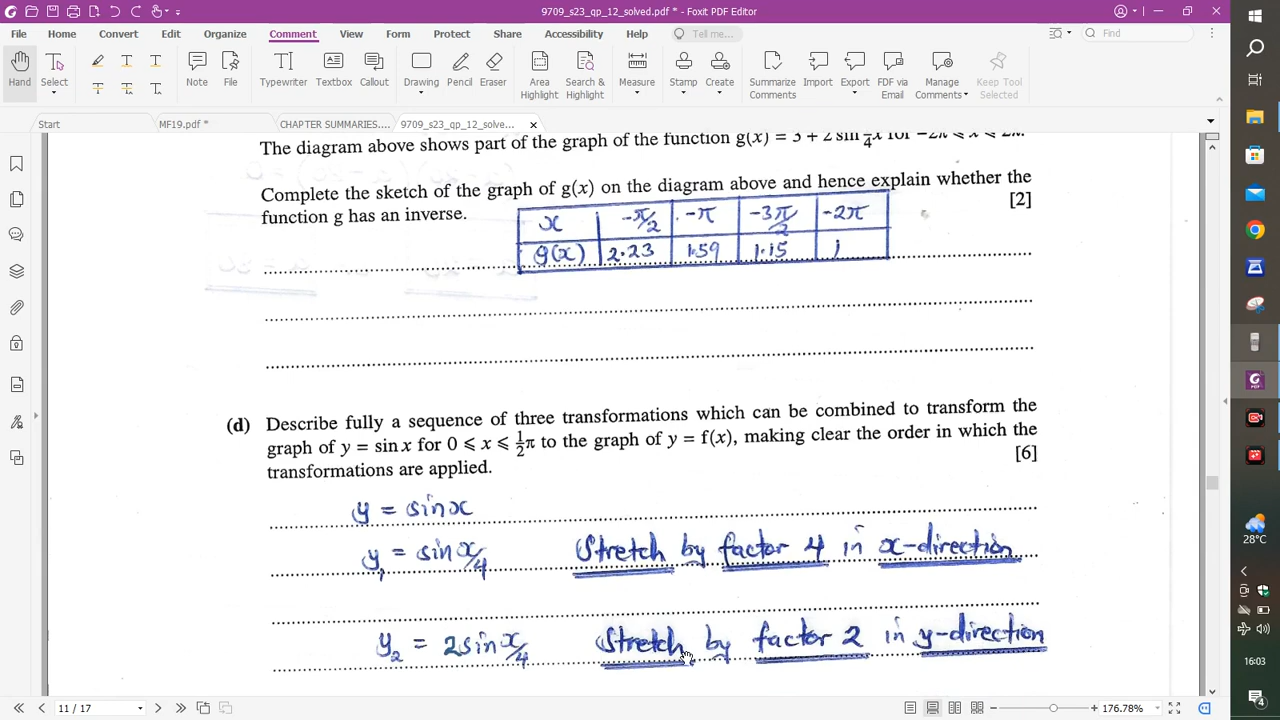 9709_s23_qp_12_solved.pdf * - Foxit PDF Editor
File Home Convert Edit Organize Comment View Form Protect Share Accessibility Help Tell me... Find
Hand Select Note File Typewriter Textbox Callout Drawing Pencil Eraser Area Highlight Search & Highlight Measure Stamp Create Summarize Comments Import Export PDF via Email Manage Comments Keep Tool Selected
Start MF19.pdf * CHAPTER SUMMARIES.... 9709_s23_qp_12_solve...
The diagram above shows part of the graph of the function g(x) = 3 + 2 sin 1/4 x for −2π ⩽ x ⩽ 2π.
Complete the sketch of the graph of g(x) on the diagram above and hence explain whether the
function g has an inverse. [2]
x -π/2 -π -3π/2 -2π
g(x) 2.23 1.59 1.15 1
(d) Describe fully a sequence of three transformations which can be combined to transform the
graph of y = sin x for 0 ⩽ x ⩽ 1/2π to the graph of y = f(x), making clear the order in which the
transformations are applied. [6]
y = sinx
y1 = sin x/4 Stretch by factor 4 in x-direction
y2 = 2sin x/4 Stretch by factor 2 in y-direction
28°C
16:03
4
11 / 17 176.78%